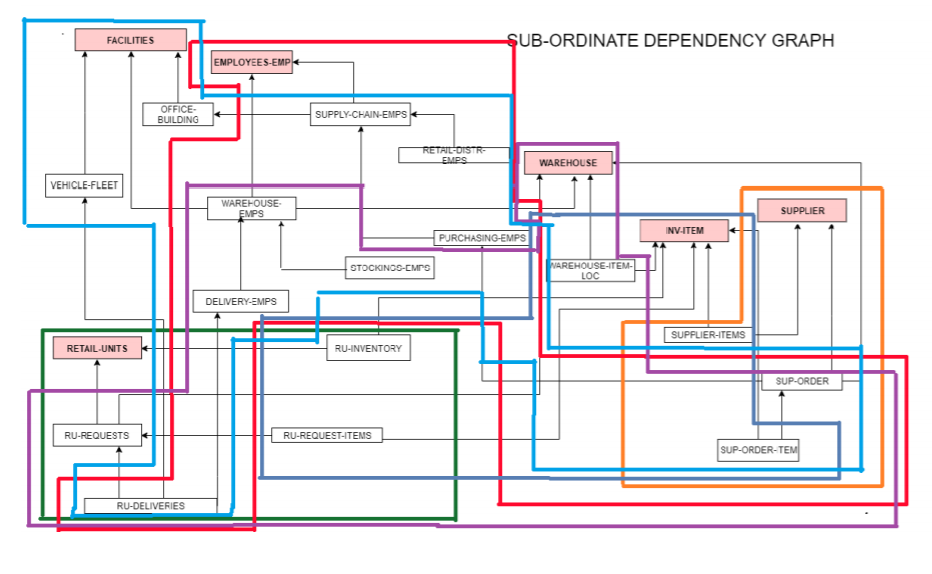 SUB-ORDINATE DEPENDENCY GRAPH
FACILITIES
EMPLOYEES-EMP
OFFICE-
BUILDING
SUPPLY-CHAIN-EMPS
RETAIL-DISTR-
EMPS
WAREHOUSE
VEHICLE-FLEET
WAREHOUSE-
EMPS
SUPPLIER
INV-ITEM
PURCHASING-EMPS
STOCKINGS-EMPS
WAREHOUSE-ITEM-
LOC
DELIVERY-EMPS
SUPPLIER-ITEMS
RETAIL-UNITS
RU-INVENTORY
SUP-ORDER
RU-REQUESTS
RU-REQUEST-ITEMS
SUP-ORDER-ITEM
RU-DELIVERIES